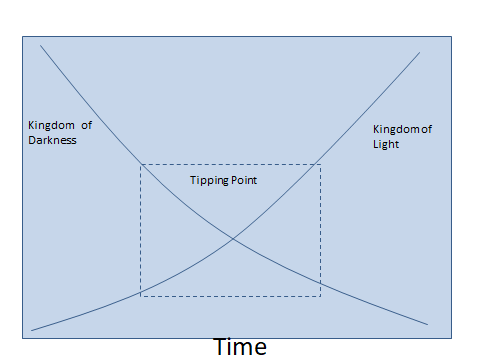 Kingdom of
Darkness
Kingdom of
Light
Tipping Point
Time